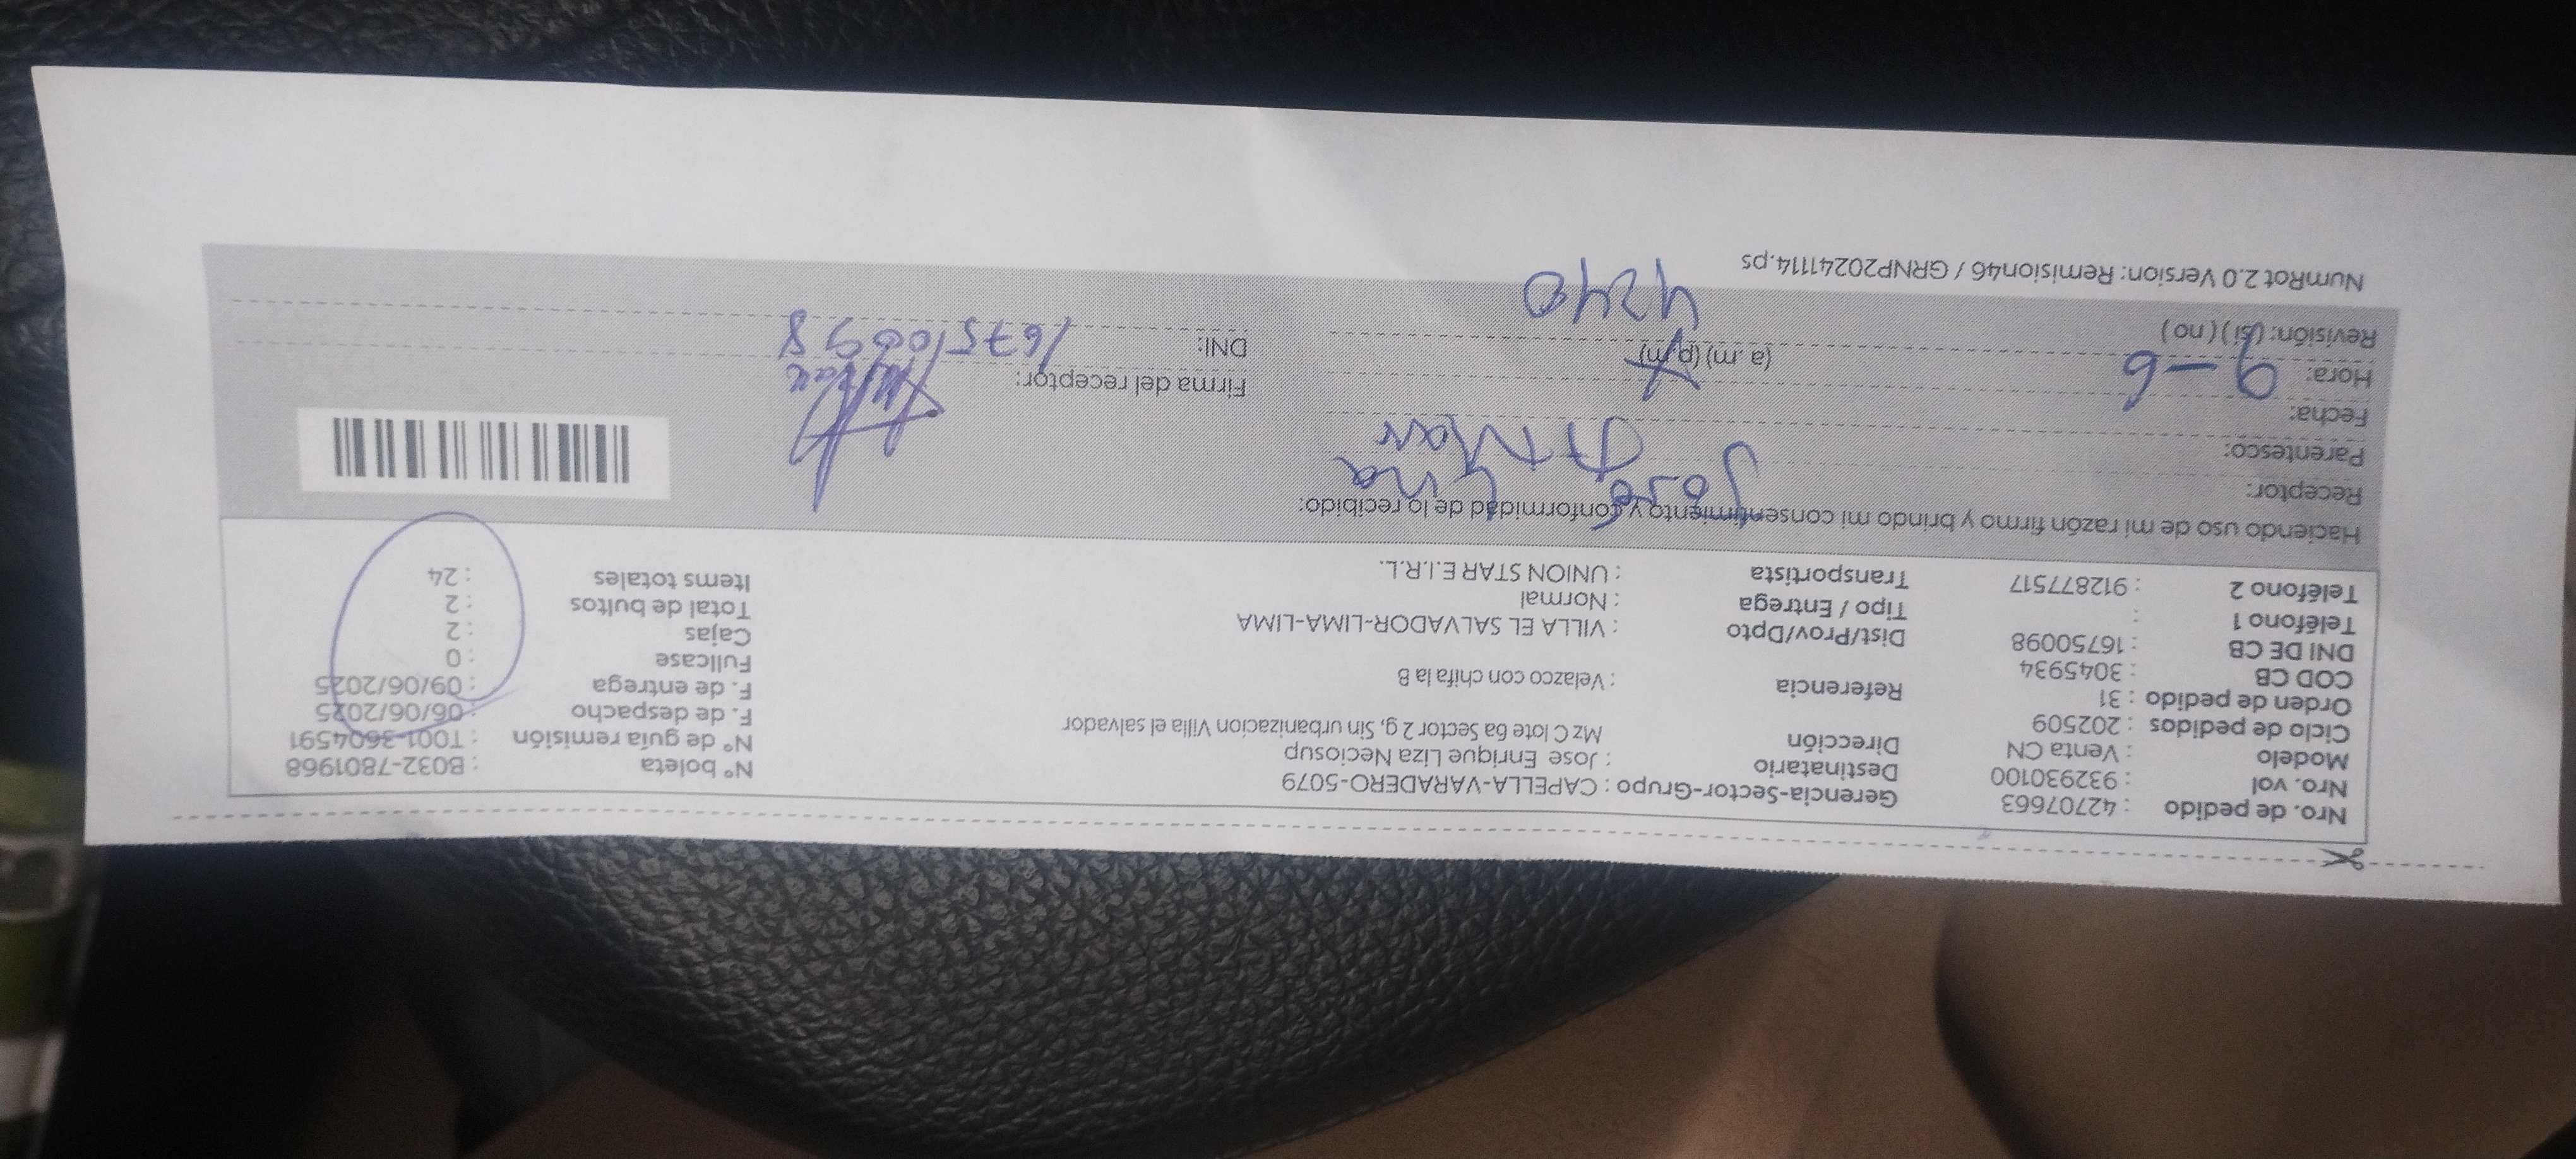 Nro. de pedido : 42707663
Nro. vol : 932930100
Modelo : Venta CN
Ciclo de pedidos : 202509
Orden de pedido : 31
COD CB : 3045934
DNI DE CB : 16750098
Teléfono 1 :
Teléfono 2 : 912877517
Gerencia-Sector-Grupo : CAPELLA-VARADERO-5079
Destinatario : Jose Enrique Liza Neciosup
Dirección Mz C lote 6a Sector 2 g, Sin urbanizacion Villa el salvador
Referencia : Velazco con chifa la 8
Dist/Prov/Dpto : VILLA EL SALVADOR-LIMA-LIMA
Tipo / Entrega : Normal
Transportista : UNION STAR E.I.R.L.
N° boleta : B032-7801968
N° de guía remisión : T001-3604591
F. de despacho : 06/06/2025
F. de entrega : 09/06/2025
Fullcase : 0
Cajas : 2
Total de bultos : 2
Items totales : 24
Haciendo uso de mi razón firmo y brindo mi consentimiento y conformidad de lo recibido:
Receptor: José
Parentesco:
Fecha: 9-6
Hora: (a. m) (p. m) X
Revisión: (si) (no)
4240
Firma del receptor:
DNI:
NumRot 2.0 Version: Remision46 / GRNP20241114.ps